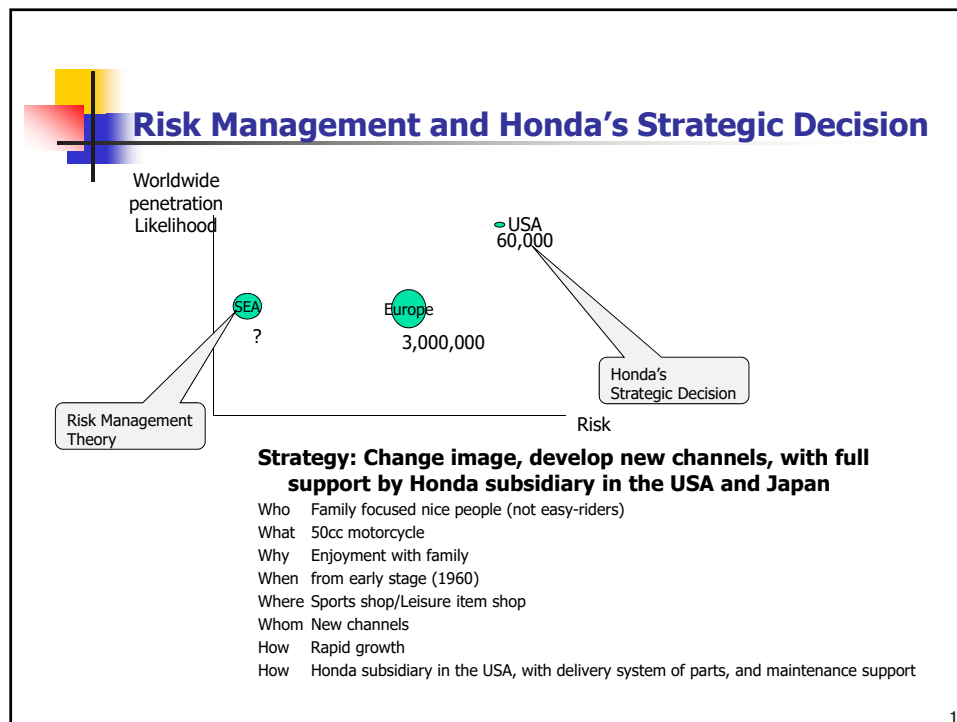 Risk Management and Honda's Strategic Decision
Worldwide
penetration
Likelihood
USA
60,000
SEA
?
Europe
3,000,000
Honda's
Strategic Decision
Risk Management
Theory
Risk
Strategy: Change image, develop new channels, with full
support by Honda subsidiary in the USA and Japan
Who Family focused nice people (not easy-riders)
What 50cc motorcycle
Why Enjoyment with family
When from early stage (1960)
Where Sports shop/Leisure item shop
Whom New channels
How Rapid growth
How Honda subsidiary in the USA, with delivery system of parts, and maintenance support
1